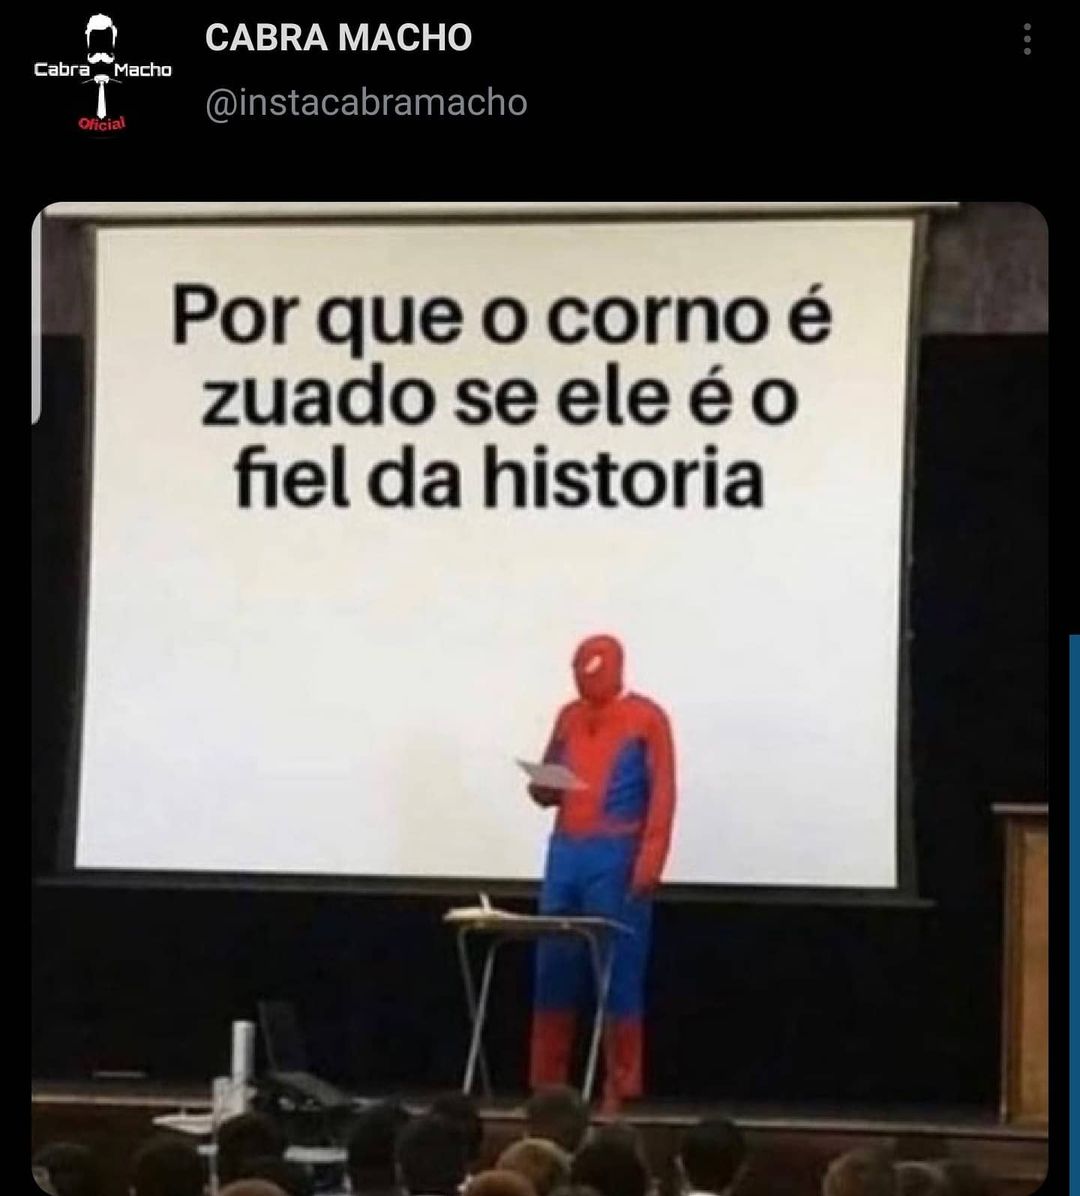 CABRA MACHO
Cabra Macho
Oficial
@instacabramacho
Por que o corno é
zuado se ele é o
fiel da historia